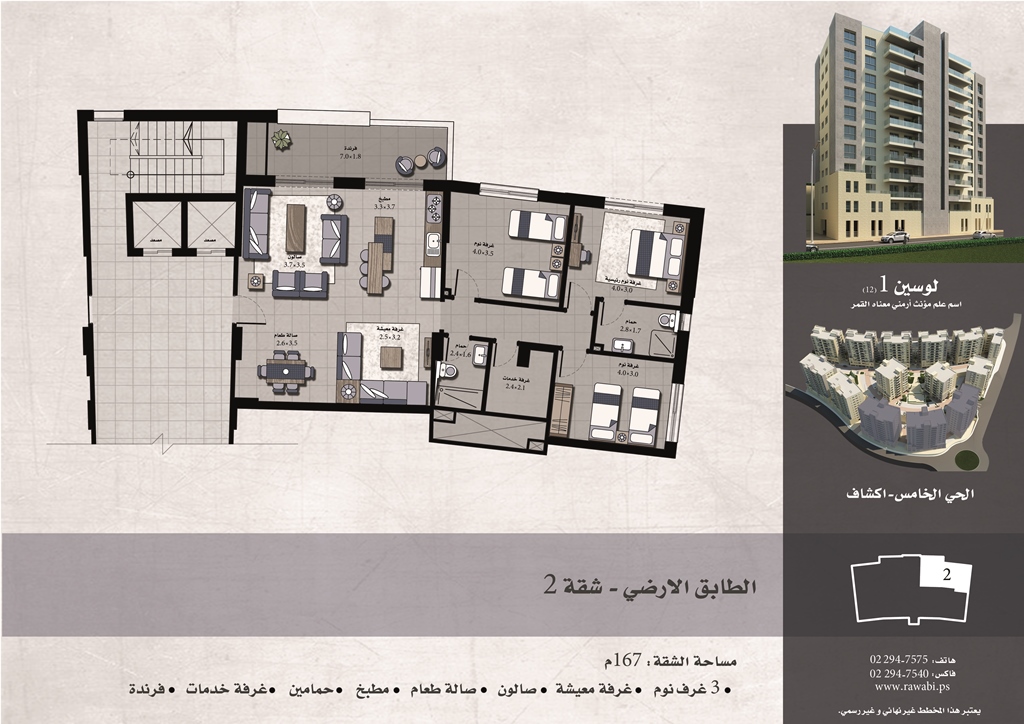 فرندة
7.0×1.8
مطبخ
3.3×3.7
صالون
3.7×3.5
غرفة نوم
4.0×3.5
غرفة نوم رئيسية
4.0×3.0
حمام
2.8×1.7
غرفة معيشة
2.5×3.2
صالة طعام
2.6×3.5
حمام
2.4×1.6
غرفة خدمات
2.4×2.1
غرفة نوم
4.0×3.0
مصعد
مصعد
لوسين 1 (12)
اسم علم مؤنث أرمني معناه القمر
الحي الخامس - اكشاف
2
الطابق الارضي - شقة 2
مساحة الشقة: 167م
• 3 غرف نوم • غرفة معيشة • صالون • صالة طعام • مطبخ • حمامين • غرفة خدمات • فرندة
هاتف: 02 294-7575
فاكس: 02 294-7540
www.rawabi.ps
يعتبر هذا المخطط غير نهائي و غير رسمي.